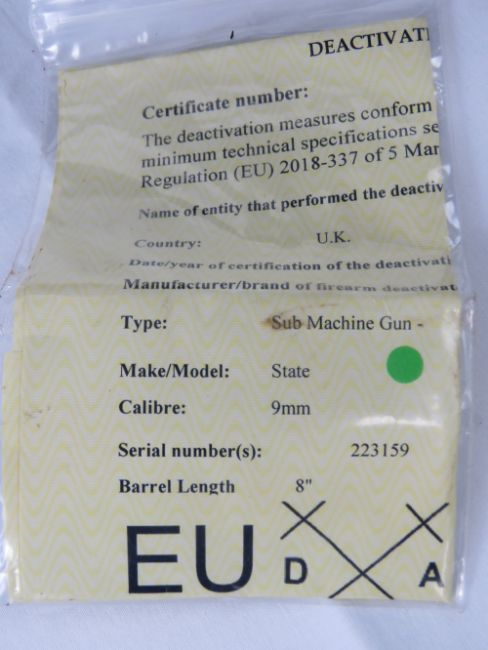 DEACTIVATI
Certificate number:
The deactivation measures conform
minimum technical specifications se
Regulation (EU) 2018-337 of 5 Mar
Name of entity that performed the deactiv
Country: U.K.
Date/year of certification of the deactivati
Manufacturer/brand of firearm deactivat
Type: Sub Machine Gun -
Make/Model: State
Calibre: 9mm
Serial number(s): 223159
Barrel Length 8"
EU D A